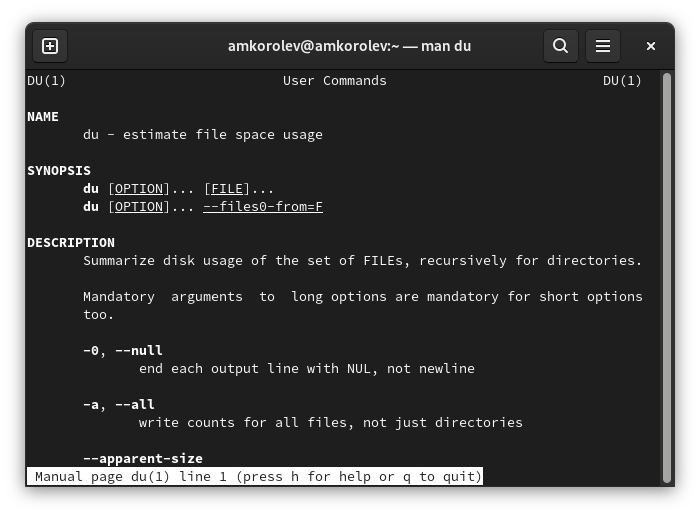 amkorolev@amkorolev:~ — man du
DU(1) User Commands DU(1)
NAME
du - estimate file space usage
SYNOPSIS
du [OPTION]... [FILE]...
du [OPTION]... --files0-from=F
DESCRIPTION
Summarize disk usage of the set of FILEs, recursively for directories.
Mandatory arguments to long options are mandatory for short options
too.
-0, --null
end each output line with NUL, not newline
-a, --all
write counts for all files, not just directories
--apparent-size
Manual page du(1) line 1 (press h for help or q to quit)